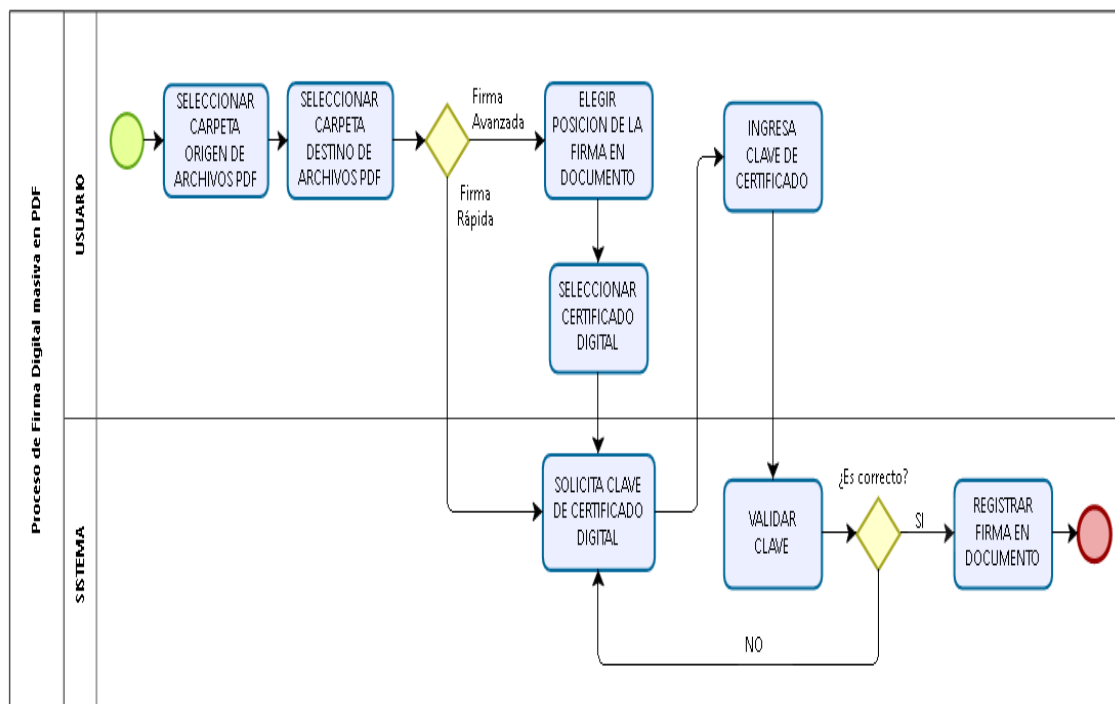 Proceso de Firma Digital masiva en PDF
USUARIO
SELECCIONAR
CARPETA
ORIGEN DE
ARCHIVOS PDF
SELECCIONAR
CARPETA
DESTINO DE
ARCHIVOS PDF
Firma
Avanzada
Firma
Rápida
ELEGIR
POSICION DE LA
FIRMA EN
DOCUMENTO
SELECCIONAR
CERTIFICADO
DIGITAL
INGRESA
CLAVE DE
CERTIFICADO
SISTEMA
SOLICITA CLAVE
DE CERTIFICADO
DIGITAL
VALIDAR
CLAVE
¿Es correcto?
SI
NO
REGISTRAR
FIRMA EN
DOCUMENTO